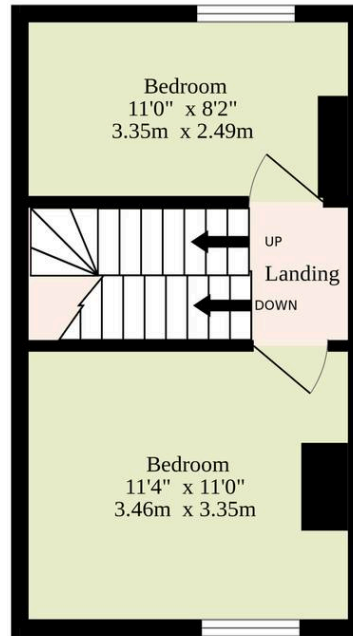 Bedroom
11'0" x 8'2"
3.35m x 2.49m
UP
Landing
DOWN
Bedroom
11'4" x 11'0"
3.46m x 3.35m